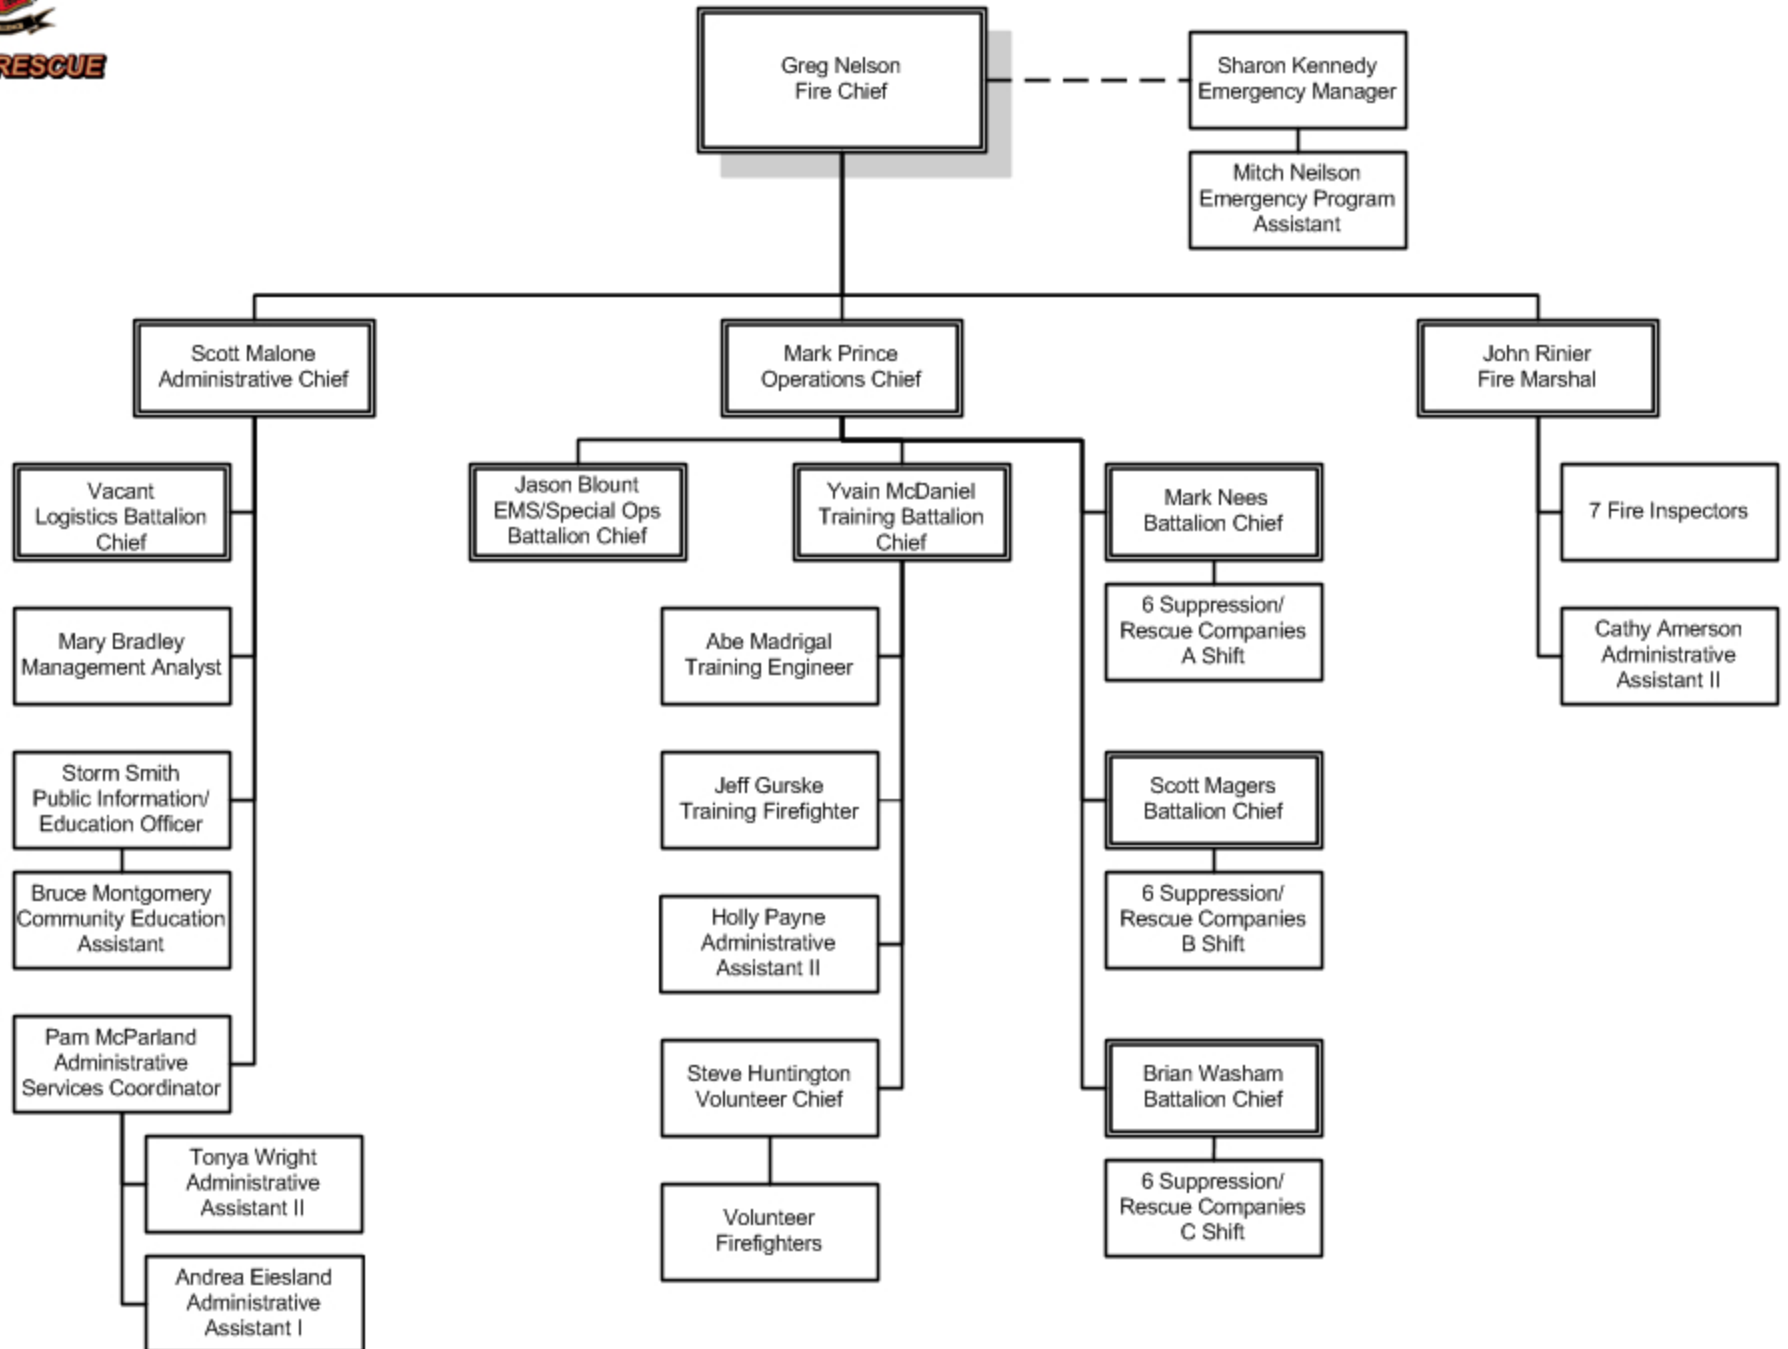 RESCUE
Greg Nelson
Fire Chief
Sharon Kennedy
Emergency Manager
Mitch Neilson
Emergency Program
Assistant
Scott Malone
Administrative Chief
Mark Prince
Operations Chief
John Rinier
Fire Marshal
Vacant
Logistics Battalion
Chief
Mary Bradley
Management Analyst
Storm Smith
Public Information/
Education Officer
Bruce Montgomery
Community Education
Assistant
Pam McParland
Administrative
Services Coordinator
Tonya Wright
Administrative
Assistant II
Andrea Eiesland
Administrative
Assistant I
Jason Blount
EMS/Special Ops
Battalion Chief
Yvain McDaniel
Training Battalion
Chief
Abe Madrigal
Training Engineer
Jeff Gurske
Training Firefighter
Holly Payne
Administrative
Assistant II
Steve Huntington
Volunteer Chief
Volunteer
Firefighters
Mark Nees
Battalion Chief
6 Suppression/
Rescue Companies
A Shift
Scott Magers
Battalion Chief
6 Suppression/
Rescue Companies
B Shift
Brian Washam
Battalion Chief
6 Suppression/
Rescue Companies
C Shift
7 Fire Inspectors
Cathy Amerson
Administrative
Assistant II